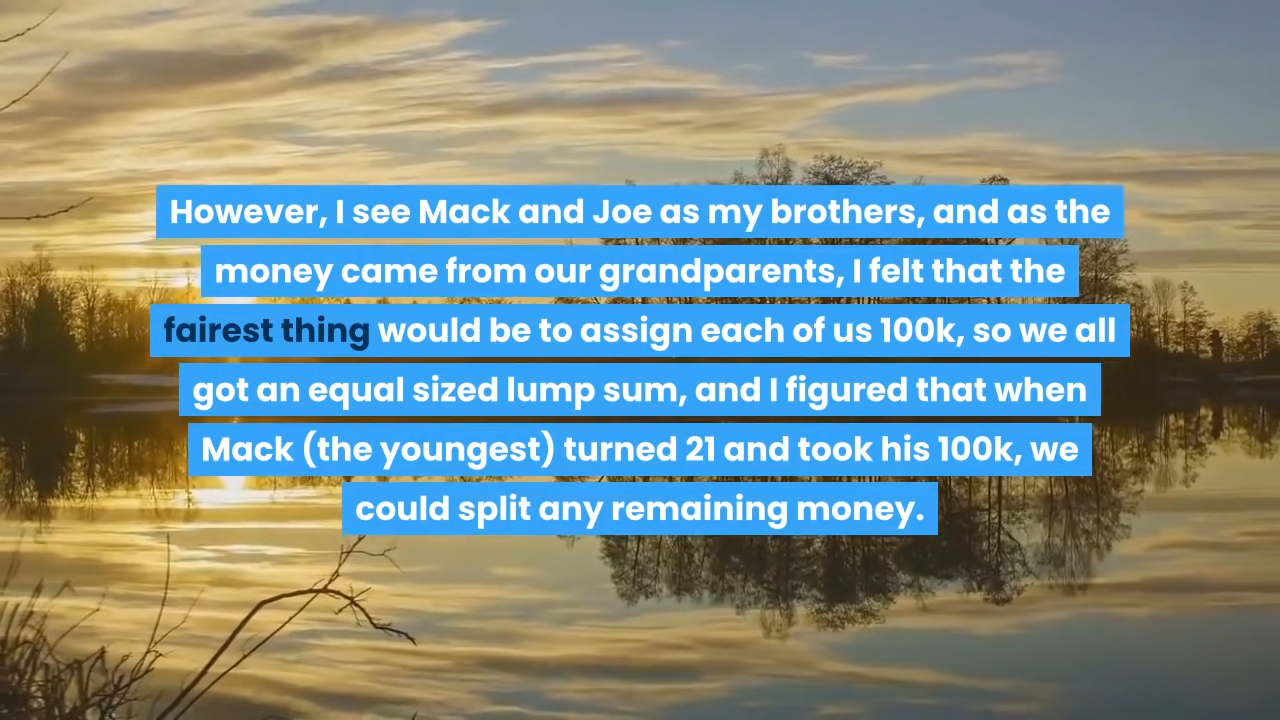 However, I see Mack and Joe as my brothers, and as the
money came from our grandparents, I felt that the
fairest thing would be to assign each of us 100k, so we all
got an equal sized lump sum, and I figured that when
Mack (the youngest) turned 21 and took his 100k, we
could split any remaining money.